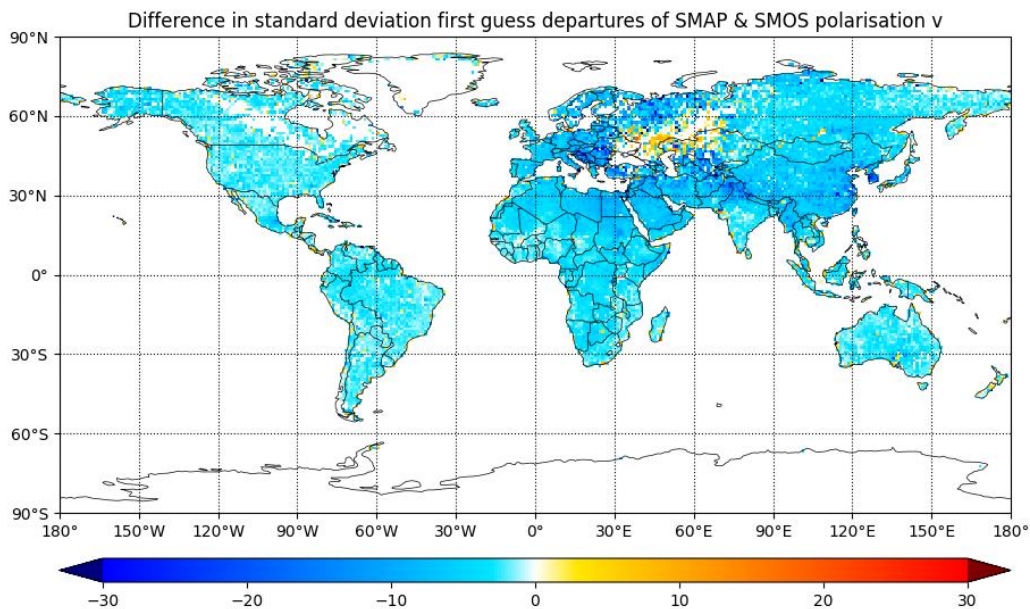 Difference in standard deviation first guess departures of SMAP & SMOS polarisation v
90°N
60°N
30°N
0°
30°S
60°S
90°S
180° 150°W 120°W 90°W 60°W 30°W 0° 30°E 60°E 90°E 120°E 150°E 180°
−30 −20 −10 0 10 20 30